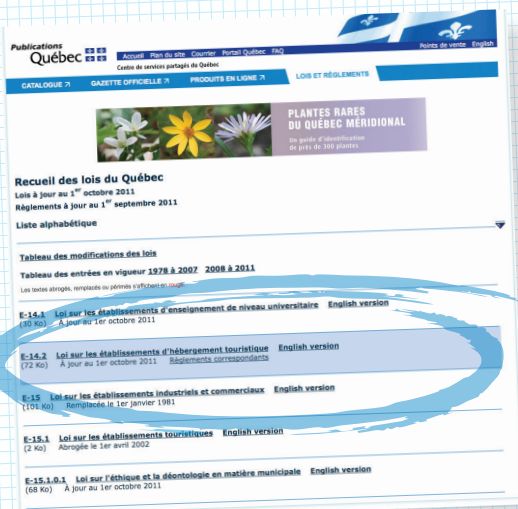 Publications
Québec
Accueil Plan du site Courrier Portail Québec FAQ
Points de vente English
Centre de services partagés du Québec
CATALOGUE GAZETTE OFFICIELLE PRODUITS EN LIGNE LOIS ET RÈGLEMENTS
PLANTES RARES
DU QUÉBEC MÉRIDIONAL
Un guide d'identification
de près de 300 plantes
Recueil des lois du Québec
Lois à jour au 1er octobre 2011
Règlements à jour au 1er septembre 2011
Liste alphabétique
Tableau des modifications des lois
Tableau des entrées en vigueur 1978 à 2007 2008 à 2011
Les textes abrogés, remplacés ou périmés s'affichent en rouge.
E-14.1 Loi sur les établissements d'enseignement de niveau universitaire English version
(30 Ko) À jour au 1er octobre 2011
E-14.2 Loi sur les établissements d'hébergement touristique English version
(72 Ko) À jour au 1er octobre 2011 Règlements correspondants
E-15 Loi sur les établissements industriels et commerciaux English version
(101 Ko) Remplacée le 1er janvier 1981
E-15.1 Loi sur les établissements touristiques English version
(2 Ko) Abrogée le 1er avril 2002
E-15.1.0.1 Loi sur l'éthique et la déontologie en matière municipale English version
(68 Ko) À jour au 1er octobre 2011